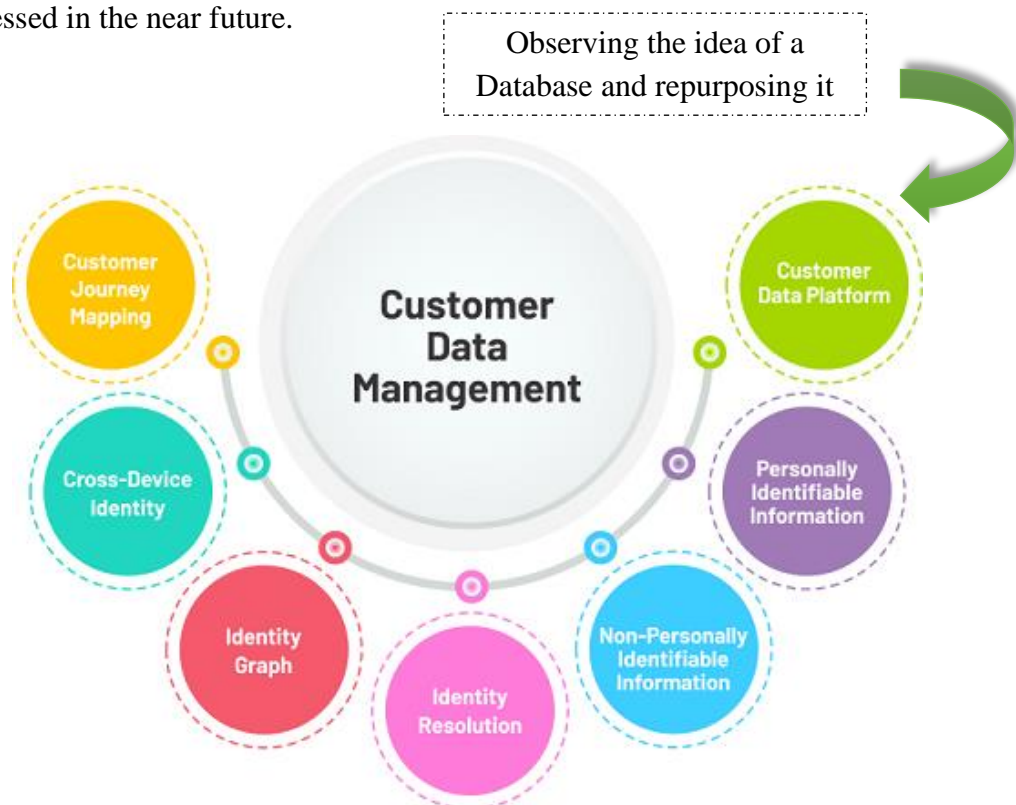 essed in the near future.
Observing the idea of a
Database and repurposing it
Customer
Data
Management
Customer
Journey
Mapping
Cross-Device
Identity
Identity
Graph
Identity
Resolution
Non-Personally
Identifiable
Information
Personally
Identifiable
Information
Customer
Data Platform